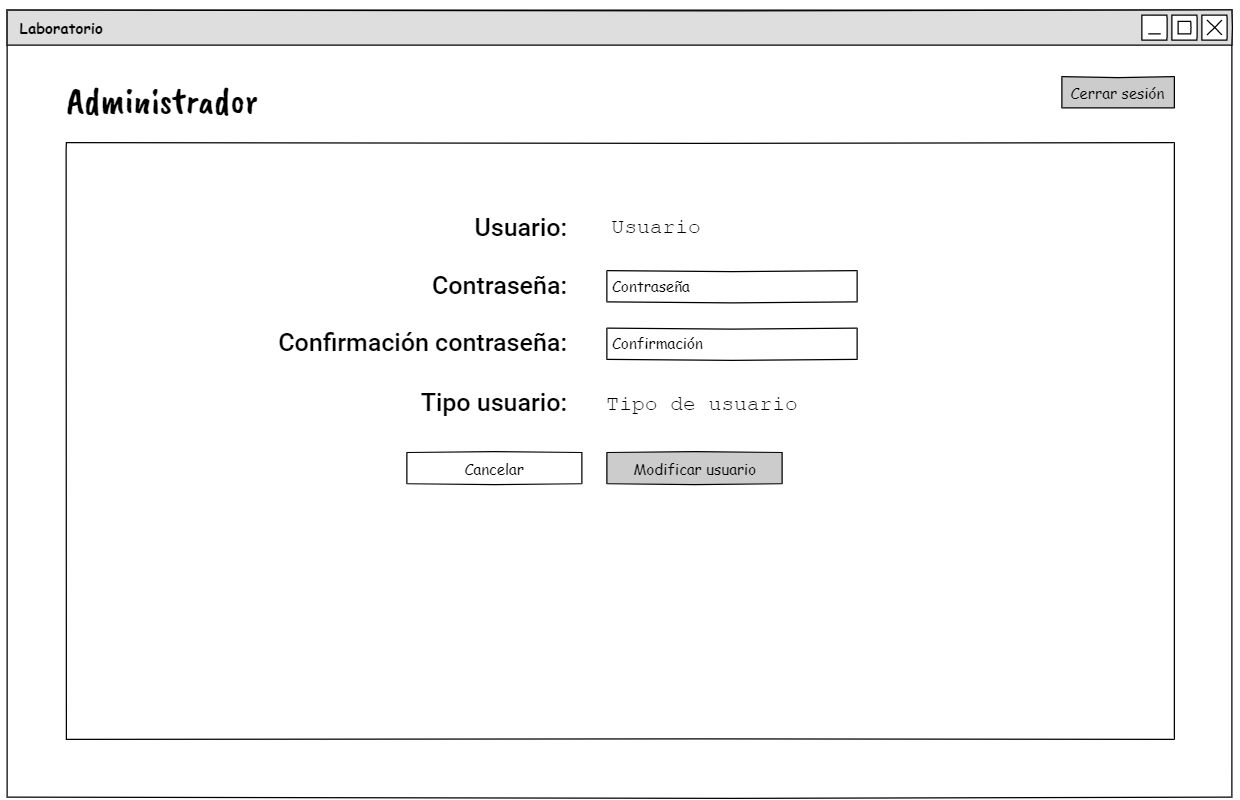 Laboratorio
Administrador
Cerrar sesión
Usuario: Usuario
Contraseña: Contraseña
Confirmación contraseña: Confirmación
Tipo usuario: Tipo de usuario
Cancelar Modificar usuario